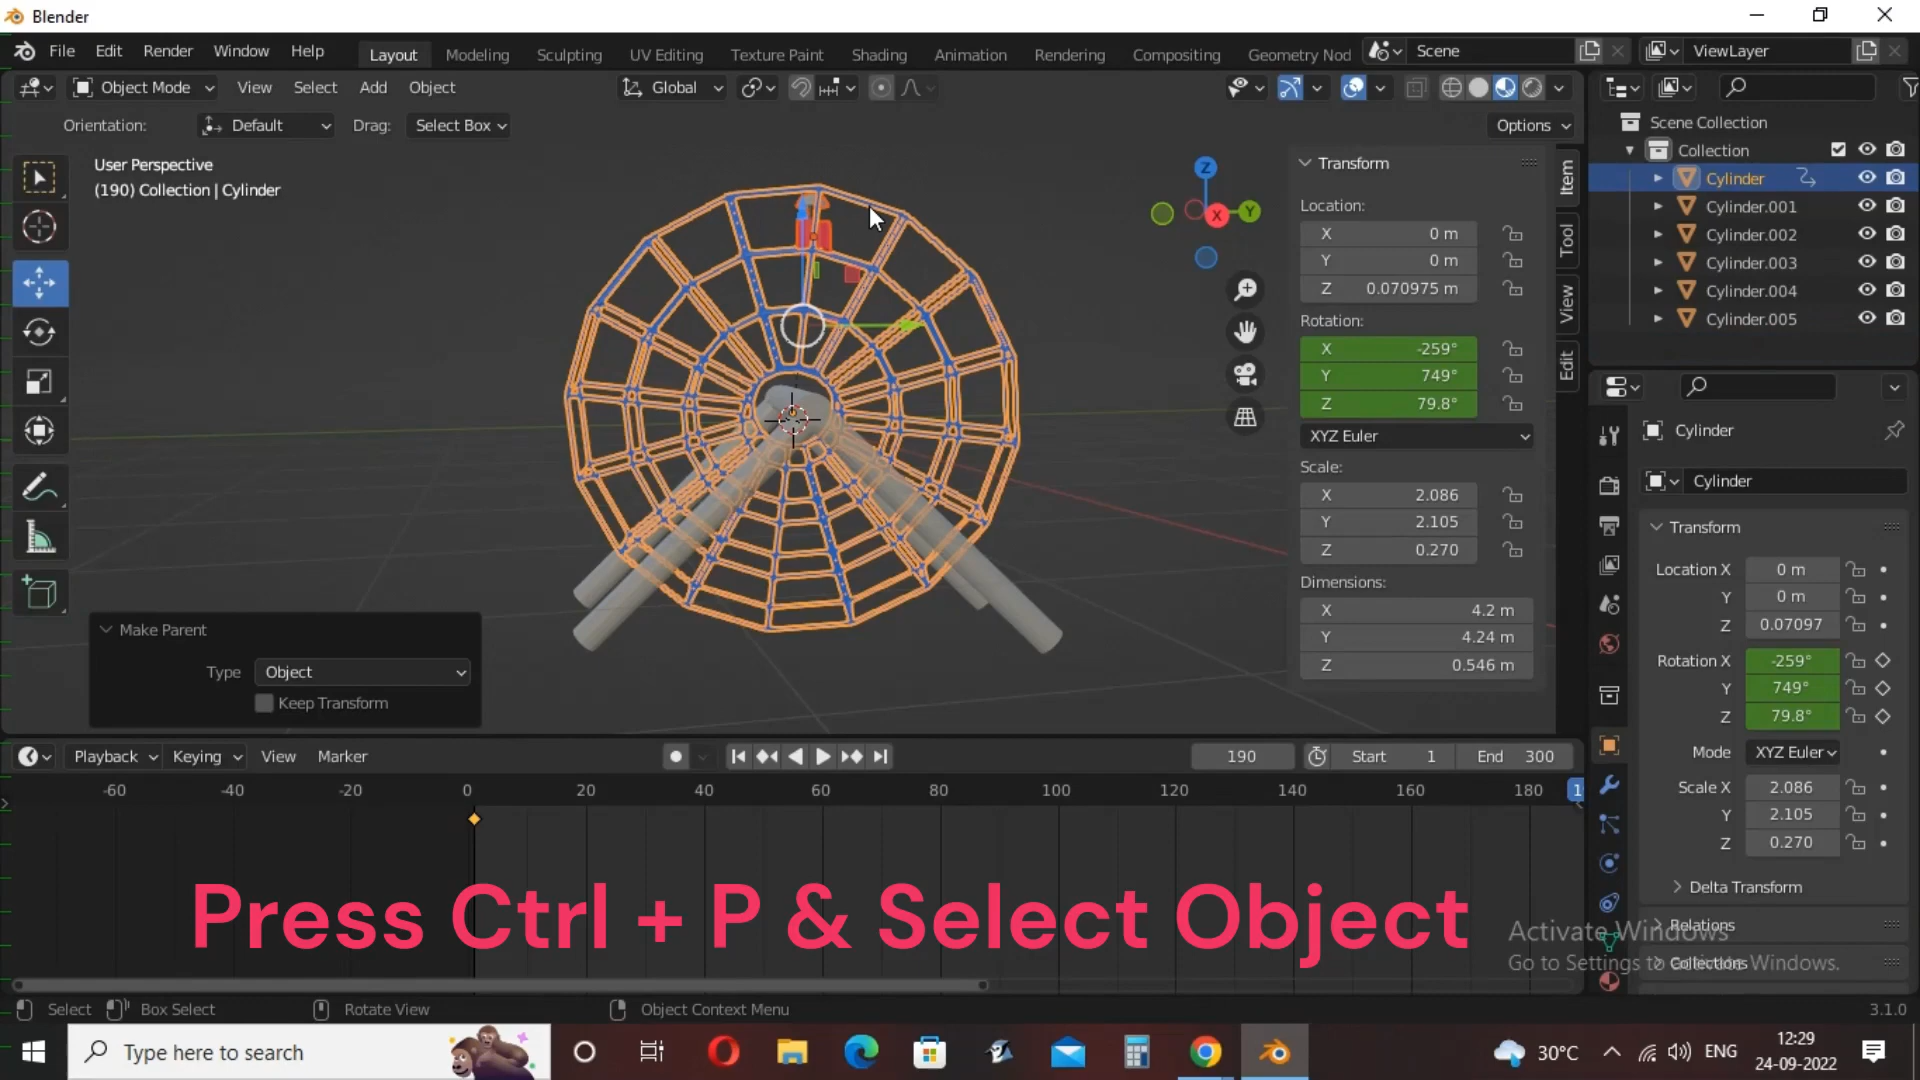 Blender
File Edit Render Window Help
Layout Modeling Sculpting UV Editing Texture Paint Shading Animation Rendering Compositing Geometry Nod
Scene
ViewLayer
Object Mode View Select Add Object
Global
Orientation: Default Drag: Select Box
Options
User Perspective
(190) Collection | Cylinder
Z
Y
X
Item
Tool
View
Edit
Transform
Location:
X 0 m
Y 0 m
Z 0.070975 m
Rotation:
X -259°
Y 749°
Z 79.8°
XYZ Euler
Scale:
X 2.086
Y 2.105
Z 0.270
Dimensions:
X 4.2 m
Y 4.24 m
Z 0.546 m
Scene Collection
Collection
Cylinder
Cylinder.001
Cylinder.002
Cylinder.003
Cylinder.004
Cylinder.005
Cylinder
Cylinder
Transform
Location X 0 m
Y 0 m
Z 0.07097
Rotation X -259°
Y 749°
Z 79.8°
Mode XYZ Euler
Scale X 2.086
Y 2.105
Z 0.270
Delta Transform
Relations
Collections
Make Parent
Type Object
Keep Transform
Playback Keying View Marker
190 Start 1 End 300
-60 -40 -20 0 20 40 60 80 100 120 140 160 180
Press Ctrl + P & Select Object
Activate Windows
Go to Settings to activate Windows.
Select Box Select Rotate View Object Context Menu
3.1.0
Type here to search
30°C ENG
12:29
24-09-2022